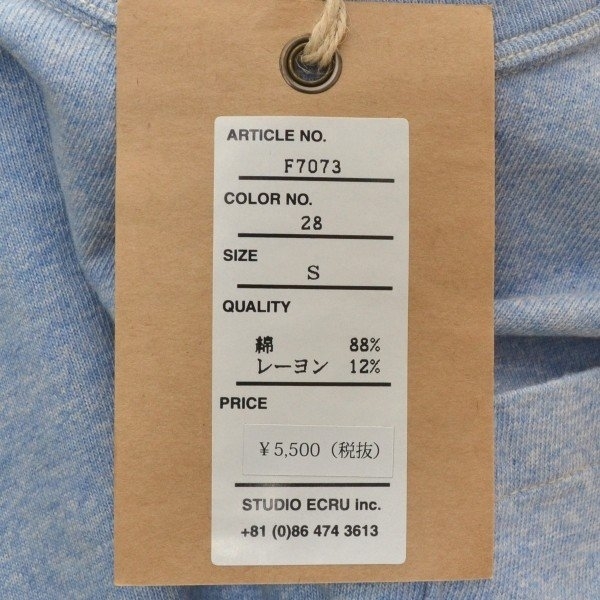 ARTICLE NO.
F7073
COLOR NO.
28
SIZE
S
QUALITY
綿 88%
レーヨン 12%
PRICE
¥5,500（税抜）
STUDIO ECRU inc.
+81 (0)86 474 3613